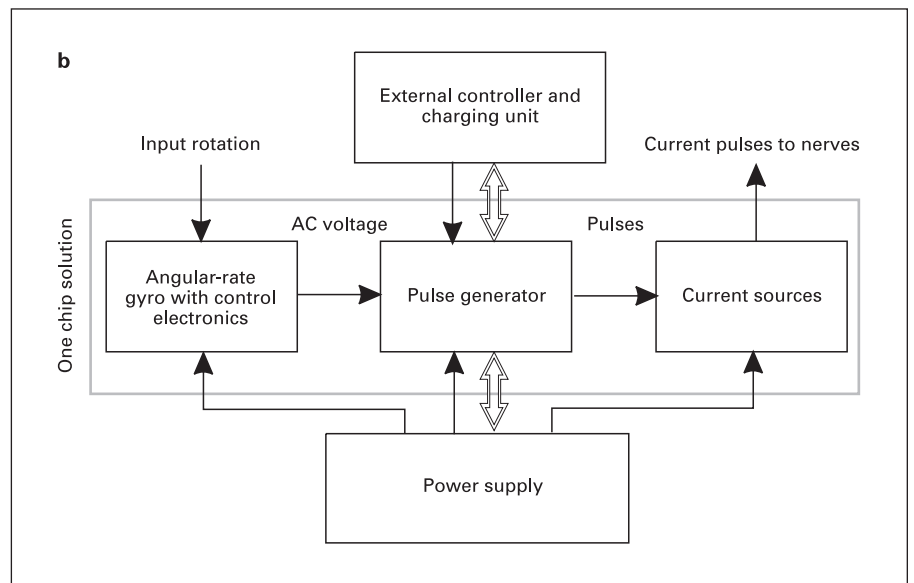 b
External controller and
charging unit
Input rotation
Current pulses to nerves
One chip solution
AC voltage
Pulses
Angular-rate
gyro with control
electronics
Pulse generator
Current sources
Power supply